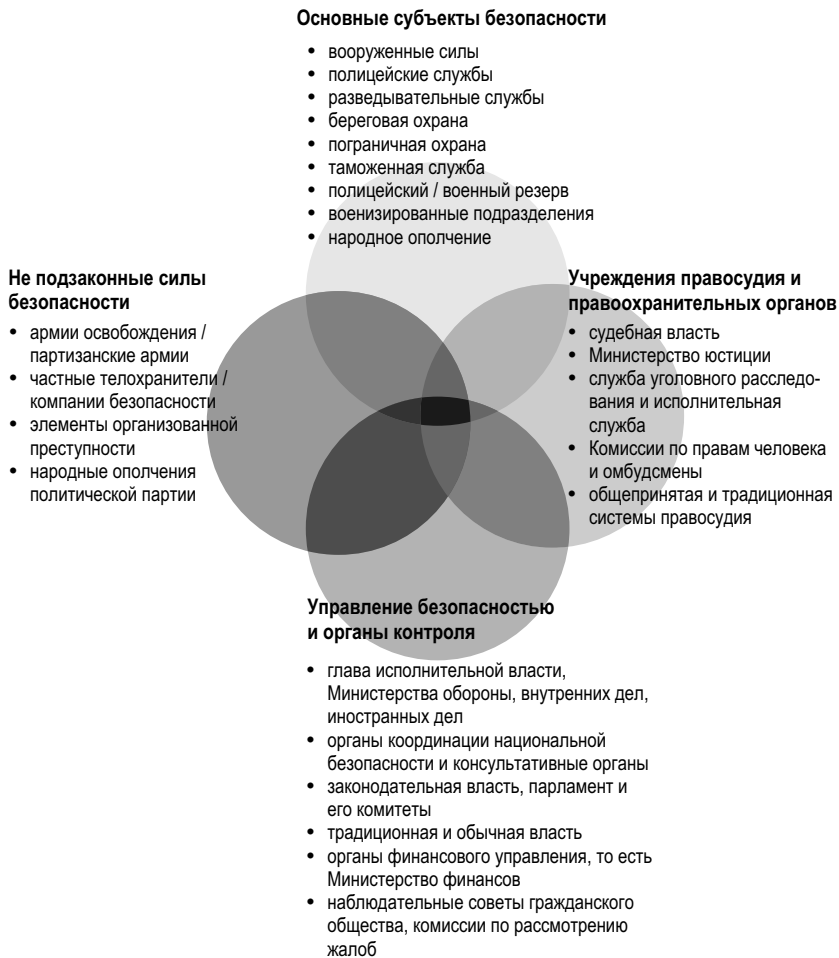 Основные субъекты безопасности
• вооруженные силы
• полицейские службы
• разведывательные службы
• береговая охрана
• пограничная охрана
• таможенная служба
• полицейский / военный резерв
• военизированные подразделения
• народное ополчение
Не подзаконные силы
безопасности
• армии освобождения /
партизанские армии
• частные телохранители /
компании безопасности
• элементы организованной
преступности
• народные ополчения
политической партии
Учреждения правосудия и
правоохранительных органов
• судебная власть
• Министерство юстиции
• служба уголовного расследо-
вания и исполнительная
служба
• Комиссии по правам человека
и омбудсмены
• общепринятая и традиционная
системы правосудия
Управление безопасностью
и органы контроля
• глава исполнительной власти,
Министерства обороны, внутренних дел,
иностранных дел
• органы координации национальной
безопасности и консультативные органы
• законодательная власть, парламент и
его комитеты
• традиционная и обычная власть
• органы финансового управления, то есть
Министерство финансов
• наблюдательные советы гражданского
общества, комиссии по рассмотрению
жалоб